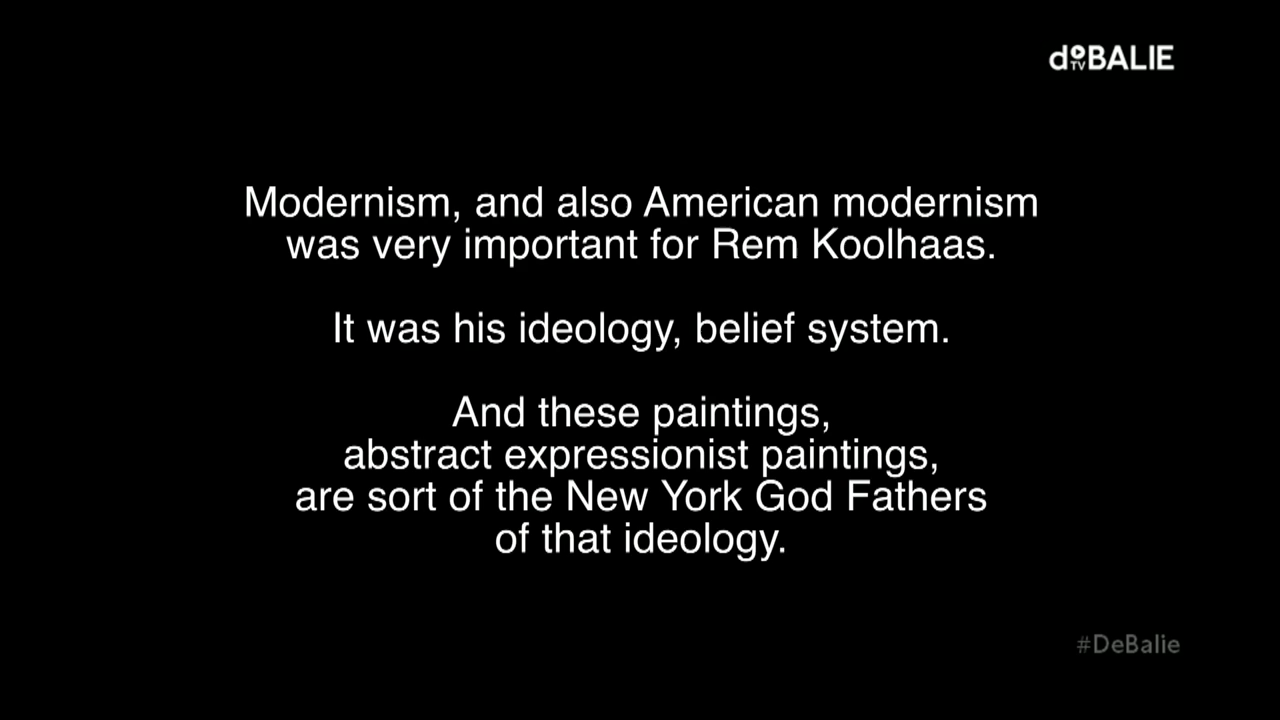 deTVBALIE
Modernism, and also American modernism
was very important for Rem Koolhaas.
It was his ideology, belief system.
And these paintings,
abstract expressionist paintings,
are sort of the New York God Fathers
of that ideology.
#DeBalie